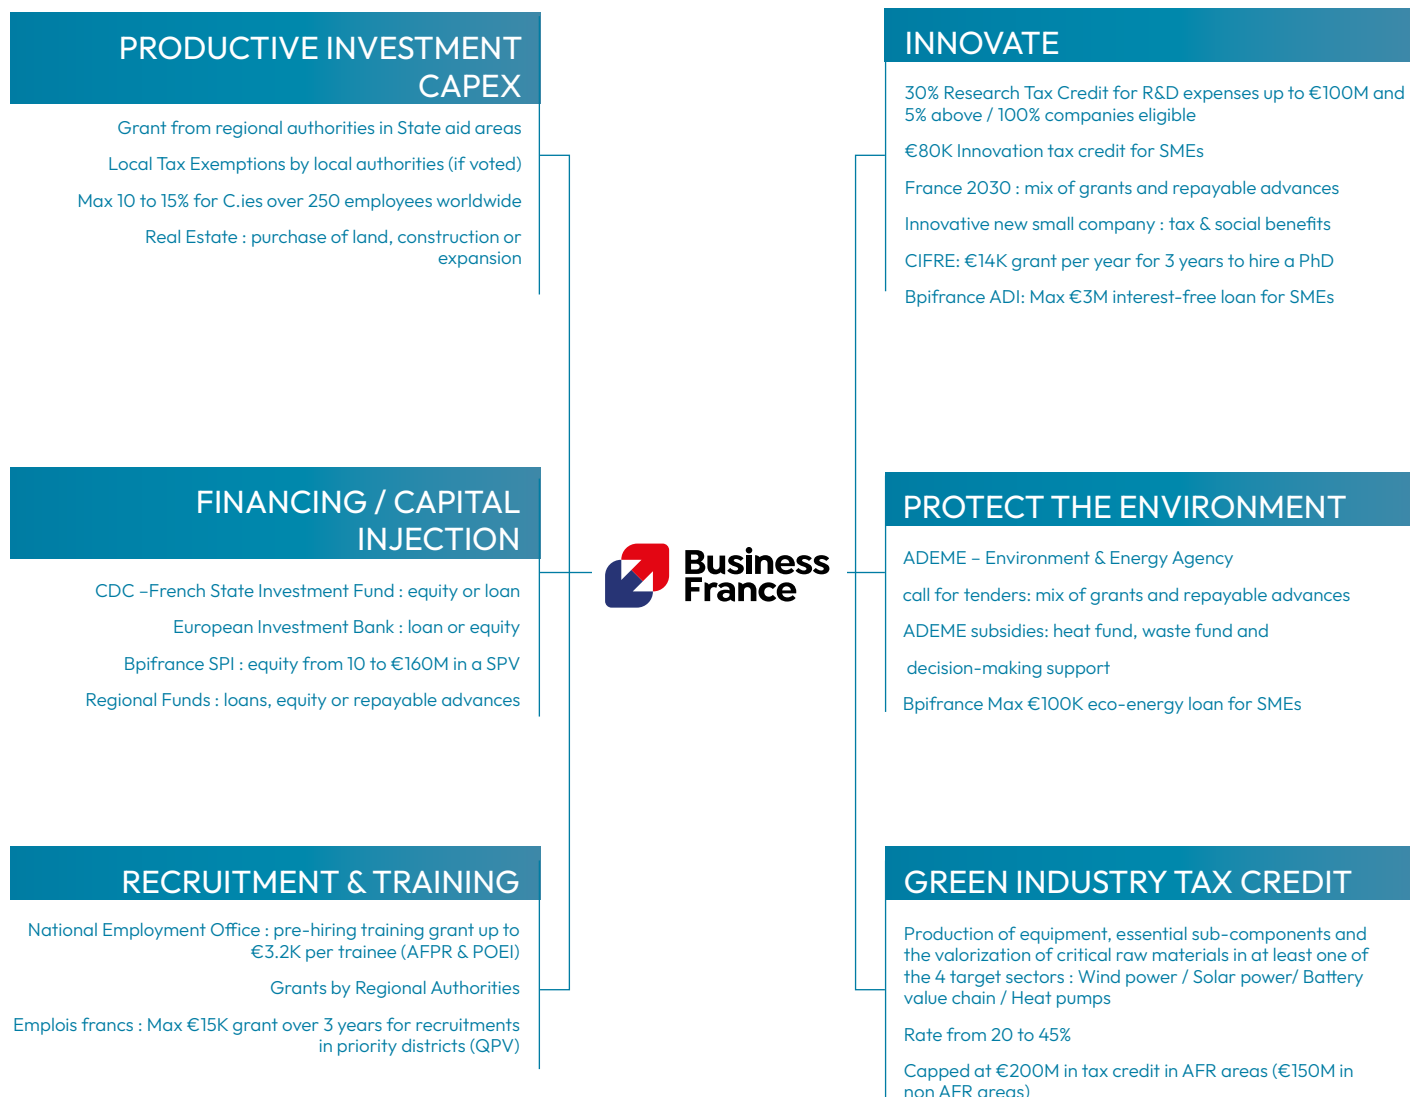 PRODUCTIVE INVESTMENT
CAPEX
Grant from regional authorities in State aid areas
Local Tax Exemptions by local authorities (if voted)
Max 10 to 15% for C.ies over 250 employees worldwide
Real Estate : purchase of land, construction or
expansion
FINANCING / CAPITAL
INJECTION
CDC –French State Investment Fund : equity or loan
European Investment Bank : loan or equity
Bpifrance SPI : equity from 10 to €160M in a SPV
Regional Funds : loans, equity or repayable advances
RECRUITMENT & TRAINING
National Employment Office : pre-hiring training grant up to
€3.2K per trainee (AFPR & POEI)
Grants by Regional Authorities
Emplois francs : Max €15K grant over 3 years for recruitments
in priority districts (QPV)
Business
France
INNOVATE
30% Research Tax Credit for R&D expenses up to €100M and
5% above / 100% companies eligible
€80K Innovation tax credit for SMEs
France 2030 : mix of grants and repayable advances
Innovative new small company : tax & social benefits
CIFRE: €14K grant per year for 3 years to hire a PhD
Bpifrance ADI: Max €3M interest-free loan for SMEs
PROTECT THE ENVIRONMENT
ADEME – Environment & Energy Agency
call for tenders: mix of grants and repayable advances
ADEME subsidies: heat fund, waste fund and
decision-making support
Bpifrance Max €100K eco-energy loan for SMEs
GREEN INDUSTRY TAX CREDIT
Production of equipment, essential sub-components and
the valorization of critical raw materials in at least one of
the 4 target sectors : Wind power / Solar power/ Battery
value chain / Heat pumps
Rate from 20 to 45%
Capped at €200M in tax credit in AFR areas (€150M in
non AFR areas)